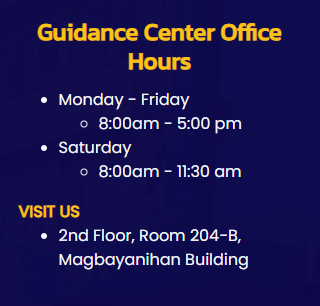 Guidance Center Office
Hours
Monday - Friday
8:00am - 5:00 pm
Saturday
8:00am - 11:30 am
VISIT US
2nd Floor, Room 204-B,
Magbayanihan Building